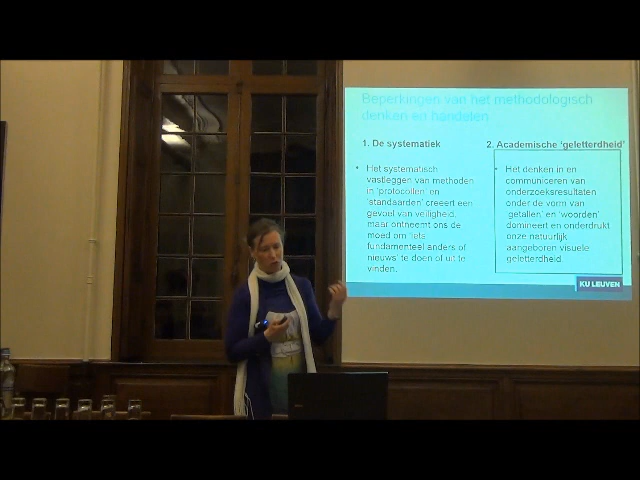 Beperkingen van het methodologisch
denken en handelen
1. De systematiek
• Het systematisch
vastleggen van methoden
in 'protocollen' en
'standaarden' creëert een
gevoel van veiligheid,
maar ontneemt ons de
moed om 'iets
fundamenteel anders of
nieuws' te doen of uit te
vinden.
2. Academische 'geletterdheid'
• Het denken in en
communiceren van
onderzoeksresultaten
onder de vorm van
'getallen' en 'woorden'
domineert en onderdrukt
onze natuurlijk
aangeboren visuele
geletterdheid.
KU LEUVEN